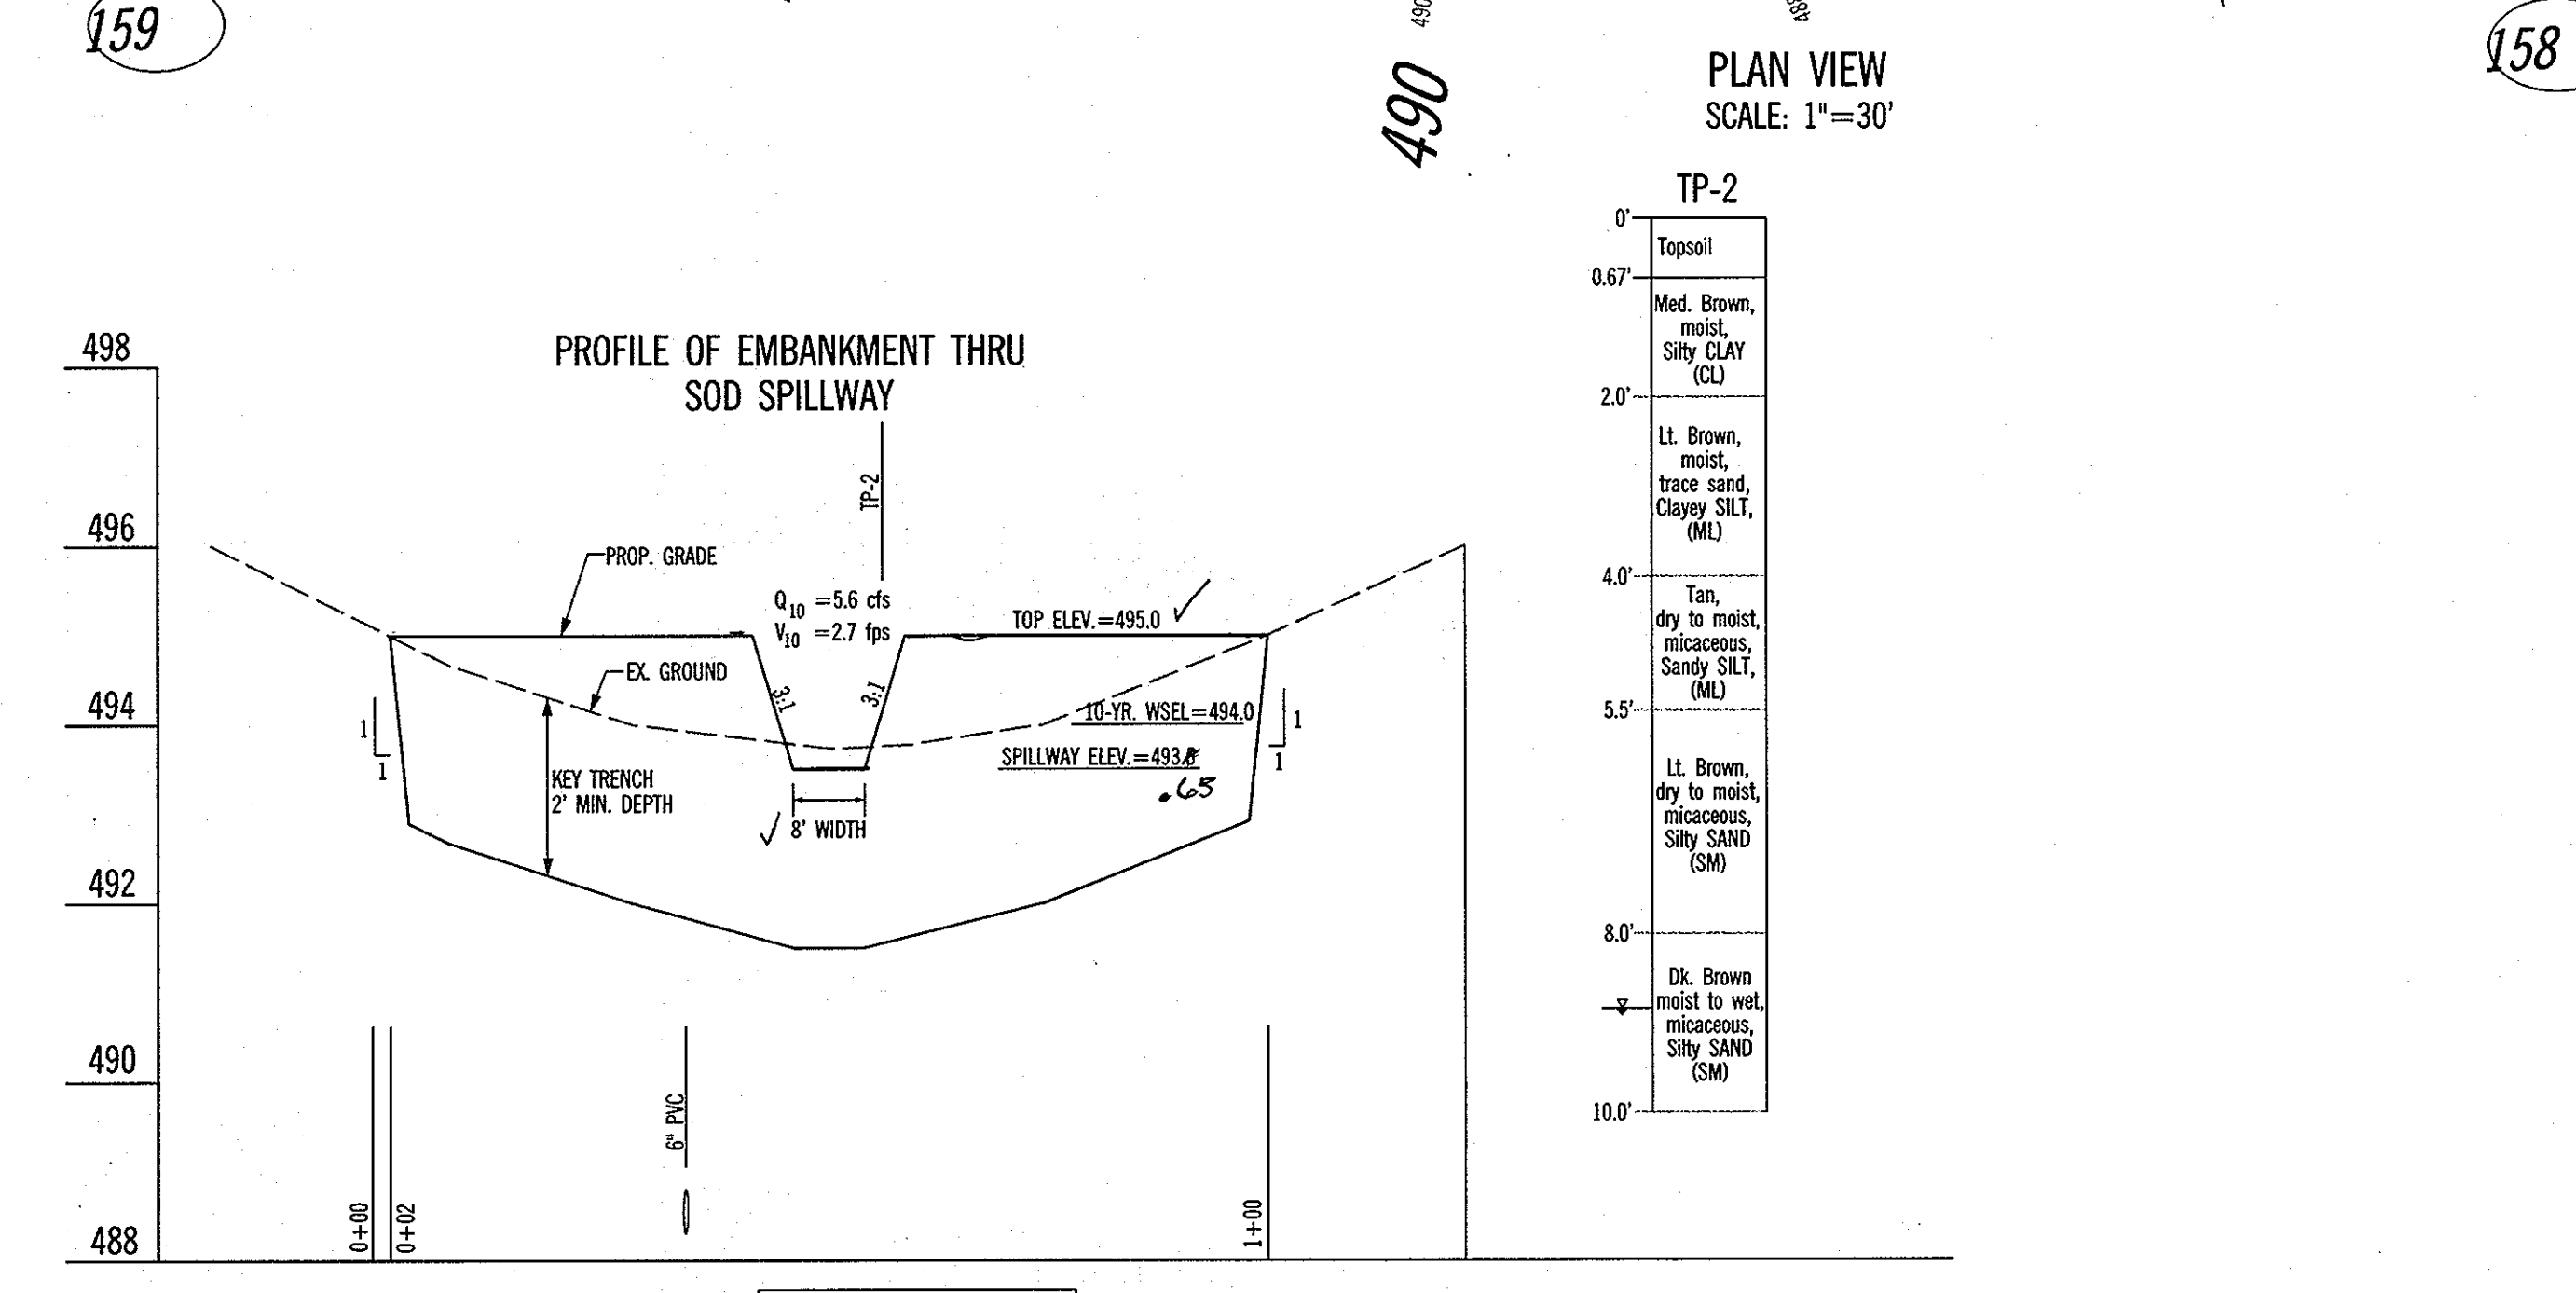 159
490
488
158
490
PLAN VIEW
SCALE: 1"=30'
TP-2
0'
Topsoil
0.67'
Med. Brown,
moist,
Silty CLAY
(CL)
2.0'
Lt. Brown,
moist,
trace sand,
Clayey SILT,
(ML)
4.0'
Tan,
dry to moist,
micaceous,
Sandy SILT,
(ML)
5.5'
Lt. Brown,
dry to moist,
micaceous,
Silty SAND
(SM)
8.0'
Dk. Brown
moist to wet,
micaceous,
Silty SAND
(SM)
10.0'
PROFILE OF EMBANKMENT THRU
SOD SPILLWAY
498
496
494
492
490
488
TP-2
PROP. GRADE
Q10 =5.6 cfs
V10 =2.7 fps
TOP ELEV.=495.0
EX. GROUND
3:1
3:1
10-YR. WSEL=494.0
SPILLWAY ELEV.=493.
.65
1
1
1
1
KEY TRENCH
2' MIN. DEPTH
8' WIDTH
6" PVC
0+00
0+02
1+00